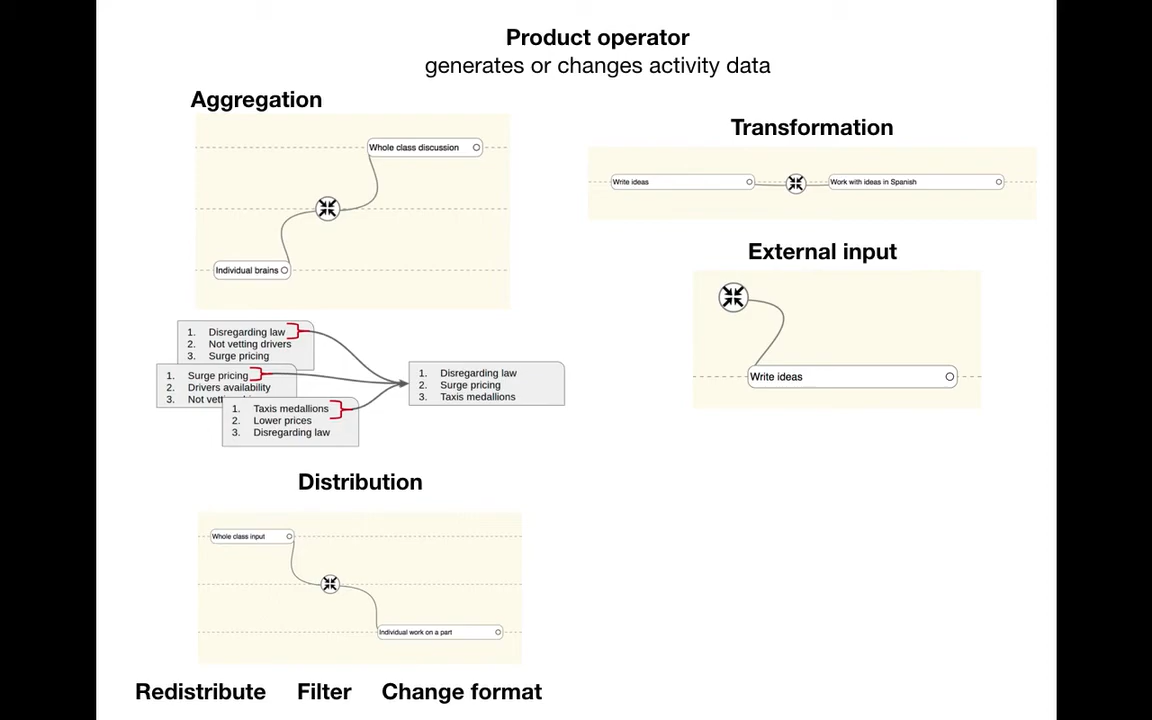 Product operator
generates or changes activity data
Aggregation
Whole class discussion
Individual brains
1. Disregarding law
2. Not vetting drivers
3. Surge pricing
1. Surge pricing
2. Drivers availability
3.
1. Taxis medallions
2. Lower prices
3. Disregarding law
1. Disregarding law
2. Surge pricing
3. Taxis medallions
Distribution
Whole class input
Individual work on a part
Redistribute Filter Change format
Transformation
Write ideas
Work with ideas in Spanish
External input
Write ideas